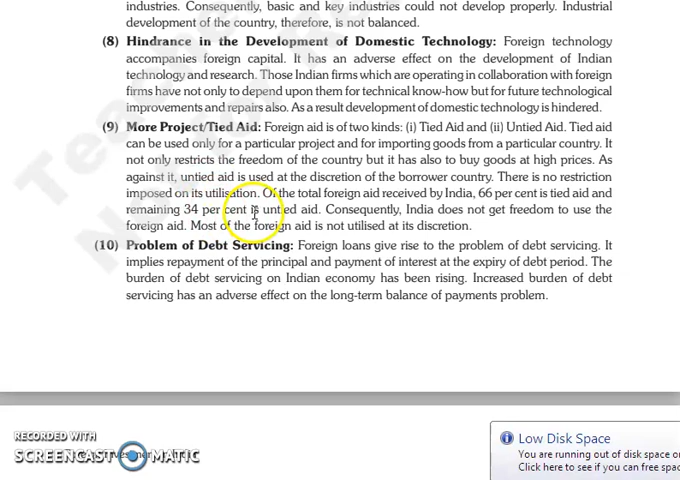 industries. Consequently, basic and key industries could not develop properly. Industrial
development of the country, therefore, is not balanced.
(8) Hindrance in the Development of Domestic Technology: Foreign technology
accompanies foreign capital. It has an adverse effect on the development of Indian
technology and research. Those Indian firms which are operating in collaboration with foreign
firms have not only to depend upon them for technical know-how but for future technological
improvements and repairs also. As a result development of domestic technology is hindered.
(9) More Project/Tied Aid: Foreign aid is of two kinds: (i) Tied Aid and (ii) Untied Aid. Tied aid
can be used only for a particular project and for importing goods from a particular country. It
not only restricts the freedom of the country but it has also to buy goods at high prices. As
against it, untied aid is used at the discretion of the borrower country. There is no restriction
imposed on its utilisation. Of the total foreign aid received by India, 66 per cent is tied aid and
remaining 34 per cent is untied aid. Consequently, India does not get freedom to use the
foreign aid. Most of the foreign aid is not utilised at its discretion.
(10) Problem of Debt Servicing: Foreign loans give rise to the problem of debt servicing. It
implies repayment of the principal and payment of interest at the expiry of debt period. The
burden of debt servicing on Indian economy has been rising. Increased burden of debt
servicing has an adverse effect on the long-term balance of payments problem.
RECORDED WITH
SCREENCAST MATIC
Low Disk Space
You are running out of disk space o
Click here to see if you can free spac